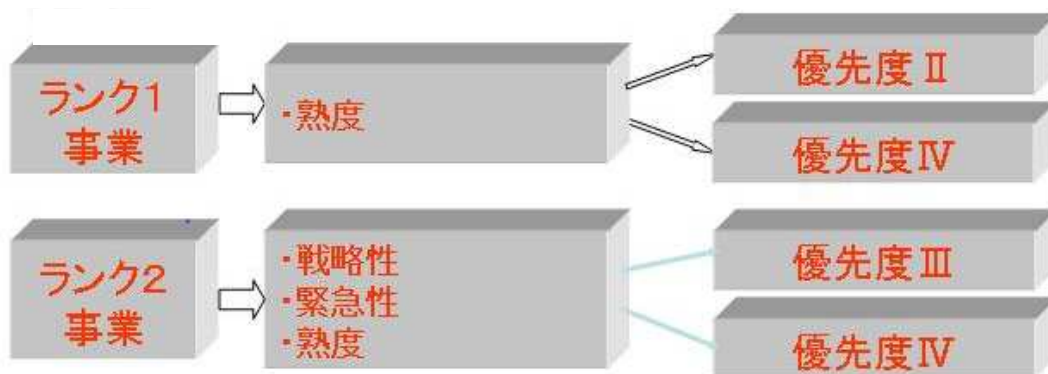 ランク1
事業
・熟度
優先度Ⅱ
優先度Ⅳ
ランク2
事業
・戦略性
・緊急性
・熟度
優先度Ⅲ
優先度Ⅳ